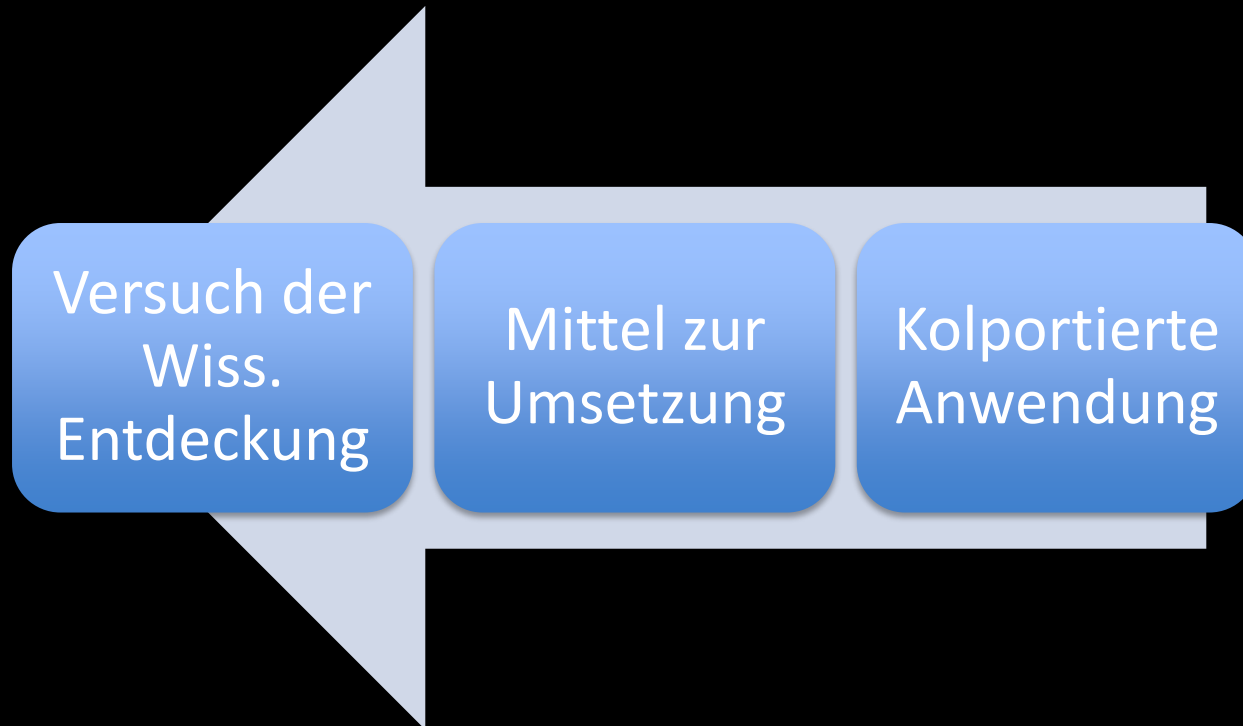 Versuch der
Wiss.
Entdeckung
Mittel zur
Umsetzung
Kolportierte
Anwendung